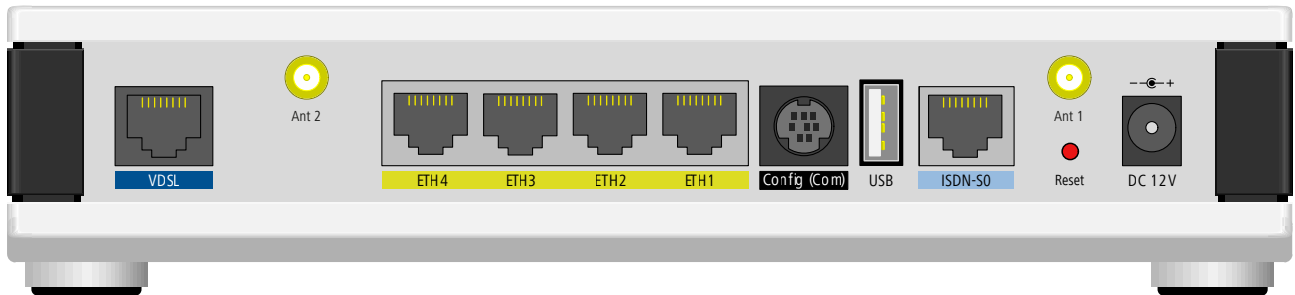 Ant 2
Ant 1
VDSL
ETH4
ETH3
ETH2
ETH1
Config (Com)
USB
ISDN-S0
Reset
DC 12V